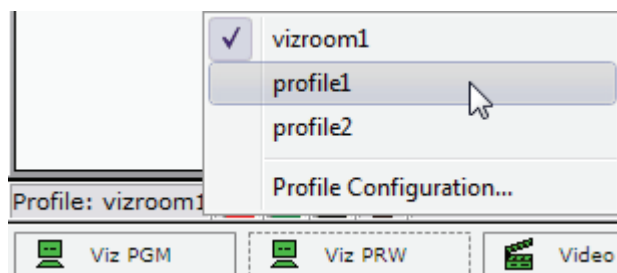 vizroom1
profile1
profile2
Profile Configuration...
Profile: vizroom1
Viz PGM Viz PRW Video